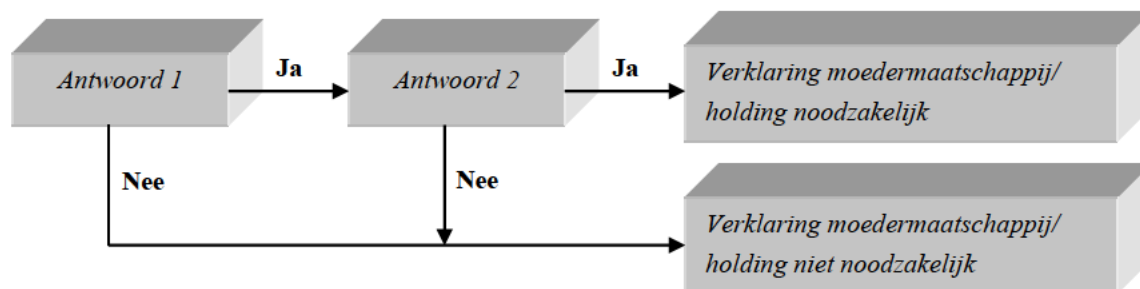 Antwoord 1
Ja
Antwoord 2
Ja
Verklaring moedermaatschappij/
holding noodzakelijk
Nee
Nee
Verklaring moedermaatschappij/
holding niet noodzakelijk